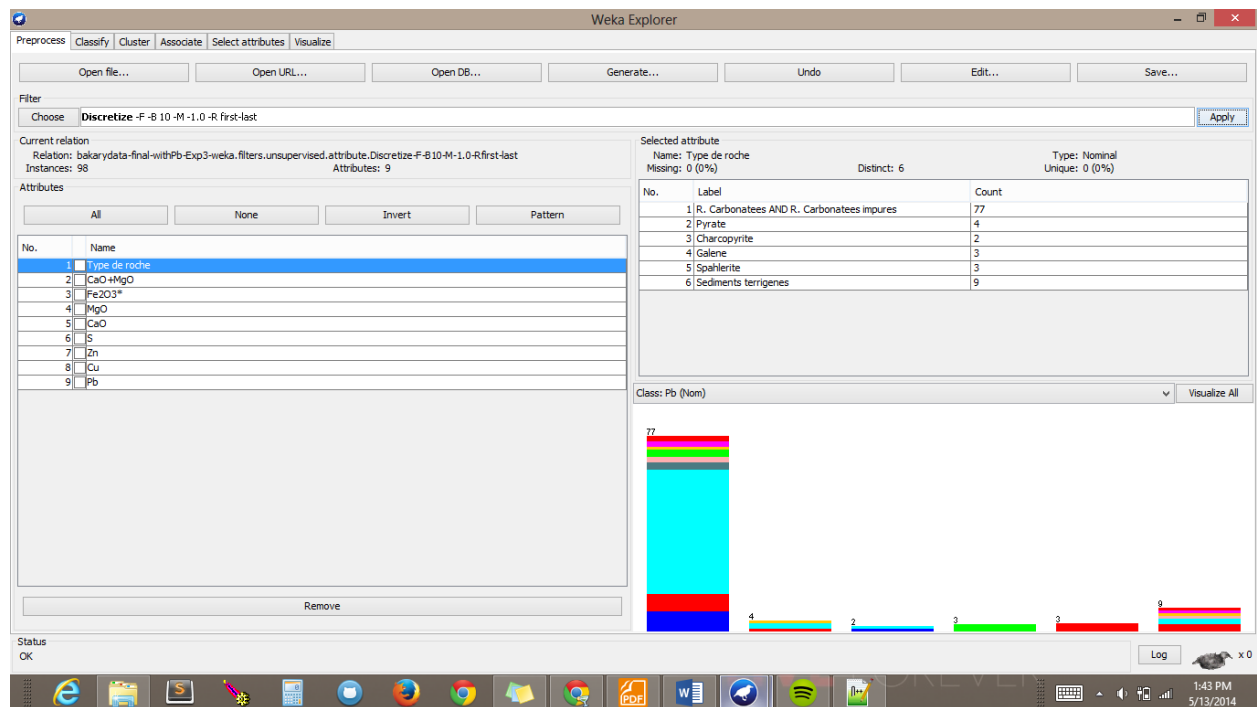 Weka Explorer
Preprocess Classify Cluster Associate Select attributes Visualize
Open file... Open URL... Open DB... Generate... Undo Edit... Save...
Filter
Choose Discretize -F -B 10 -M -1.0 -R first-last Apply
Current relation
Relation: bakarydata-final-withPb-Exp3-weka.filters.unsupervised.attribute.Discretize-F-B10-M-1.0-Rfirst-last
Instances: 98 Attributes: 9
Attributes
All None Invert Pattern
No. Name
1 Type de roche
2 CaO+MgO
3 Fe2O3*
4 MgO
5 CaO
6 S
7 Zn
8 Cu
9 Pb
Remove
Selected attribute
Name: Type de roche Type: Nominal
Missing: 0 (0%) Distinct: 6 Unique: 0 (0%)
No. Label Count
1 R. Carbonatees AND R. Carbonatees impures 77
2 Pyrate 4
3 Charcopyrite 2
4 Galene 3
5 Spahlerite 3
6 Sediments terrigenes 9
Class: Pb (Nom) Visualize All
77
4
2
3
3
9
Status
OK
Log x 0
PDF
1:43 PM
5/13/2014